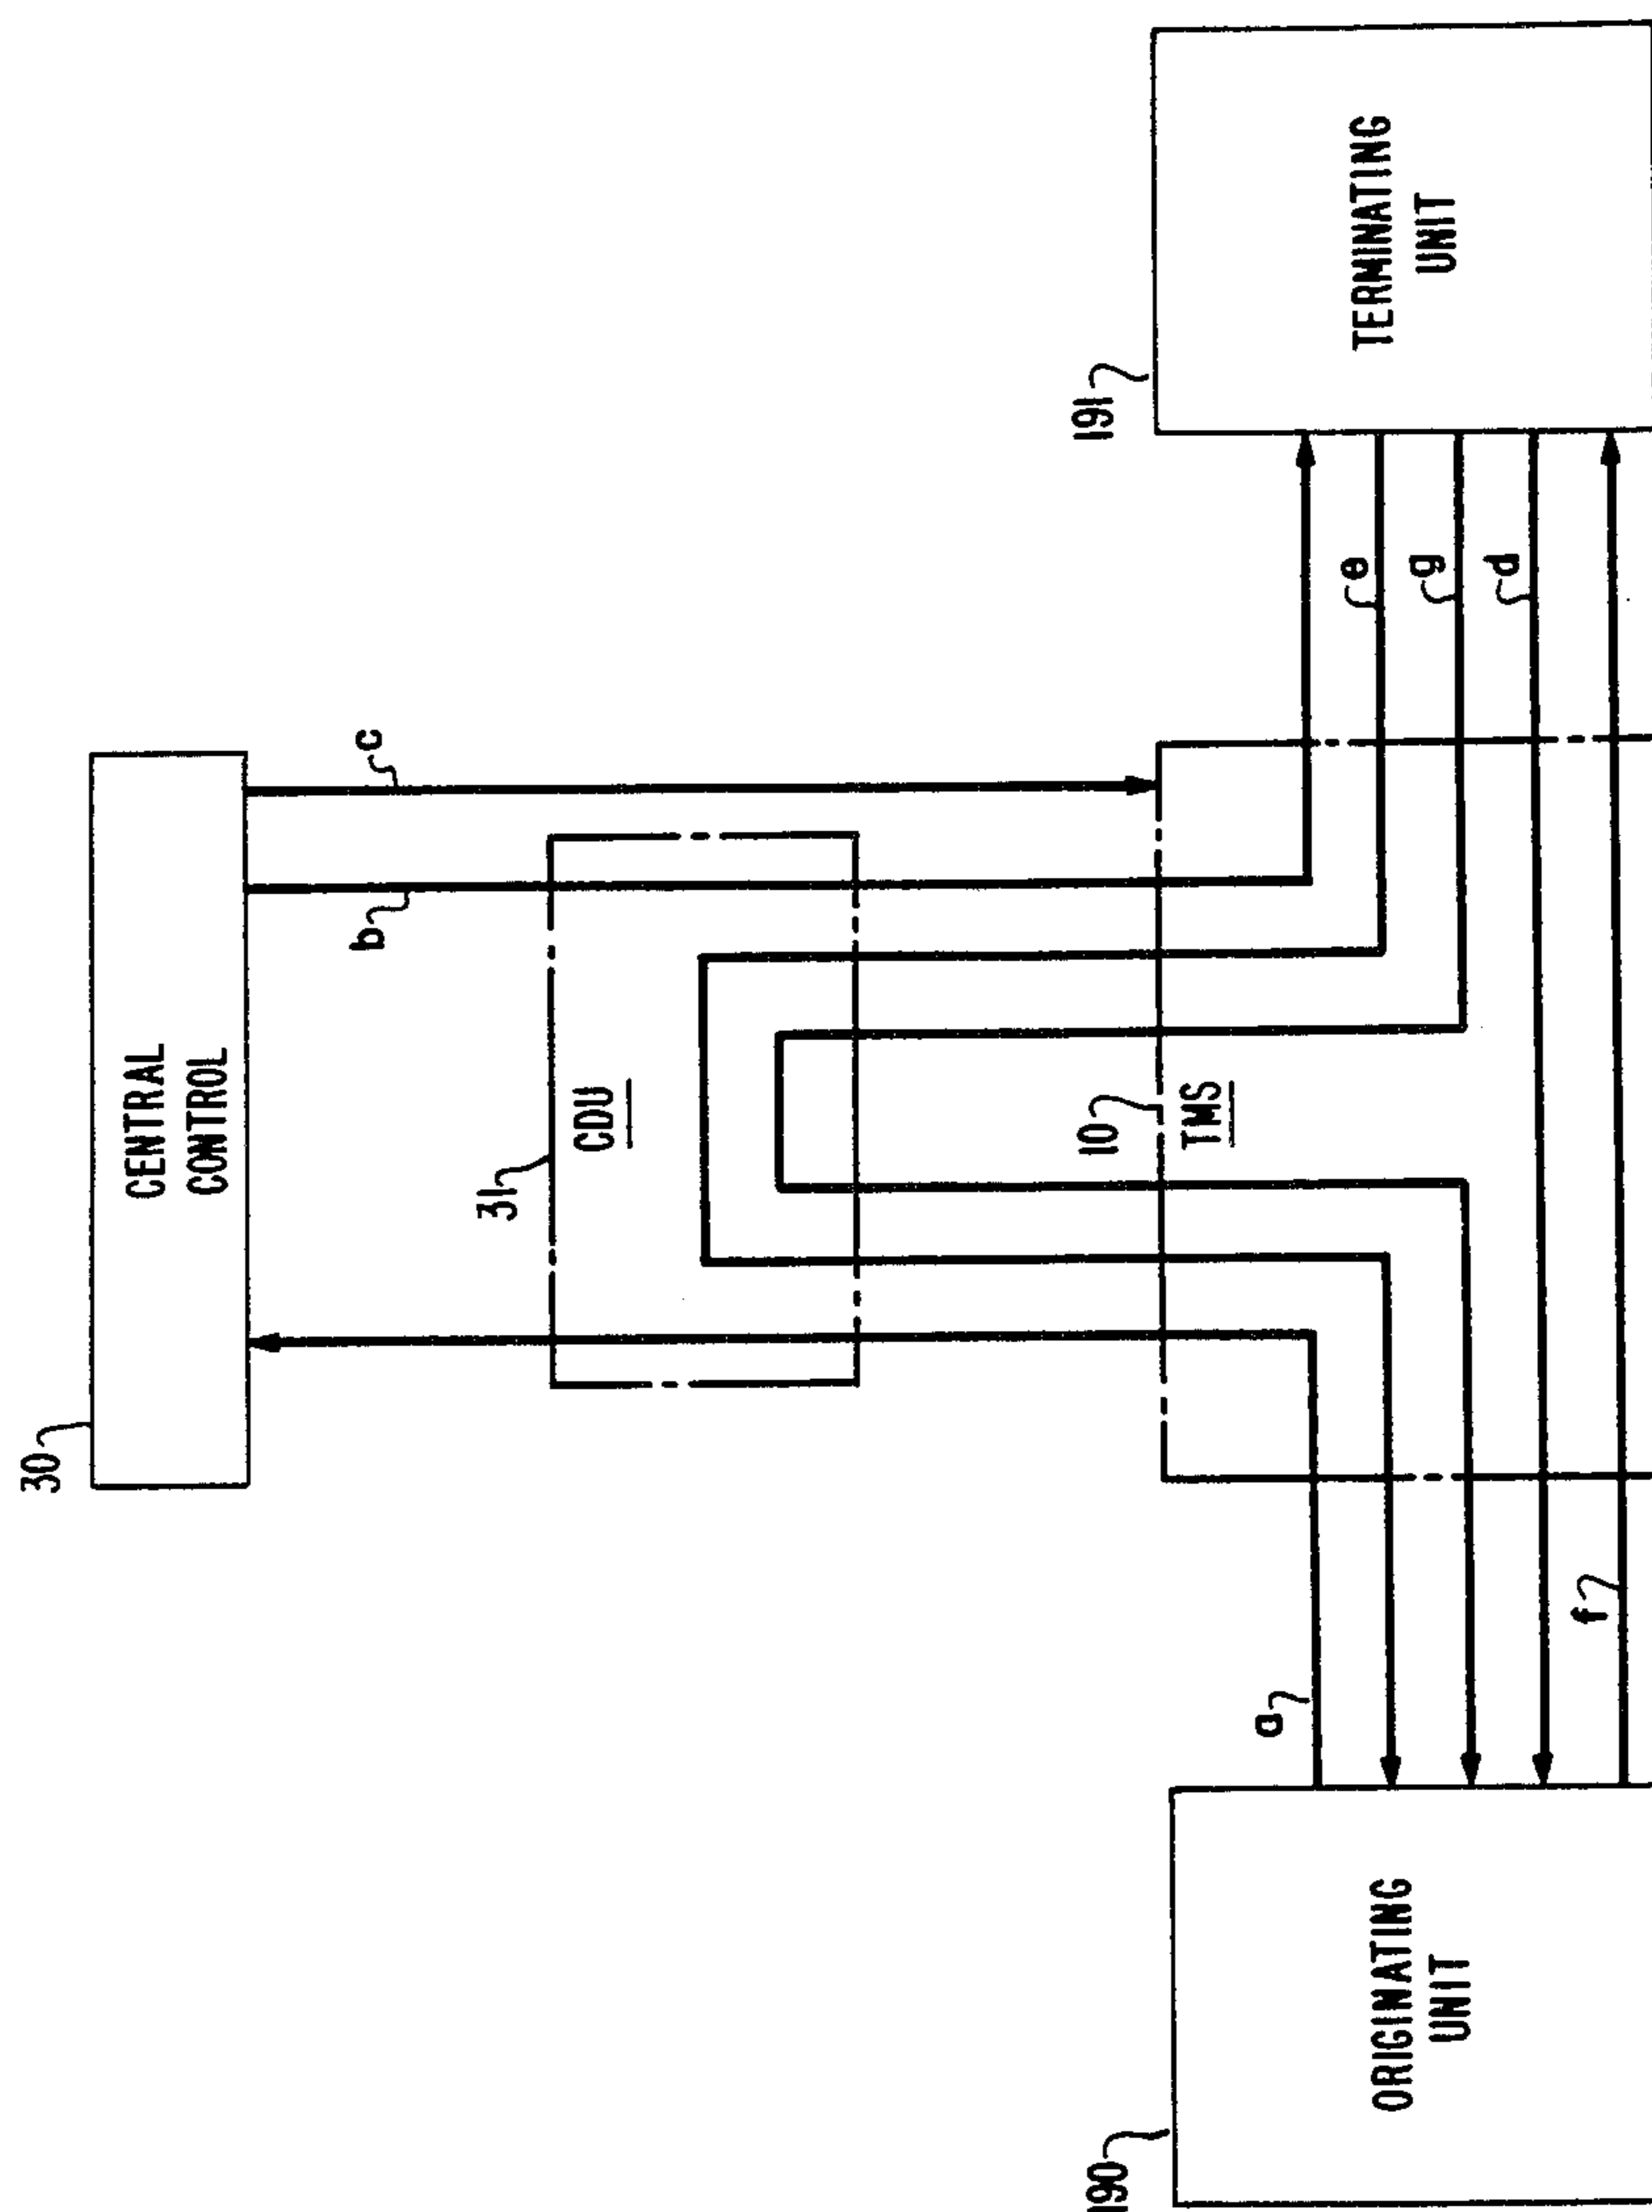 30
CENTRAL
CONTROL
c
b
31
CDU
10
TMS
191
TERMINATING
UNIT
e
g
d
a
f
190
ORIGINATING
UNIT